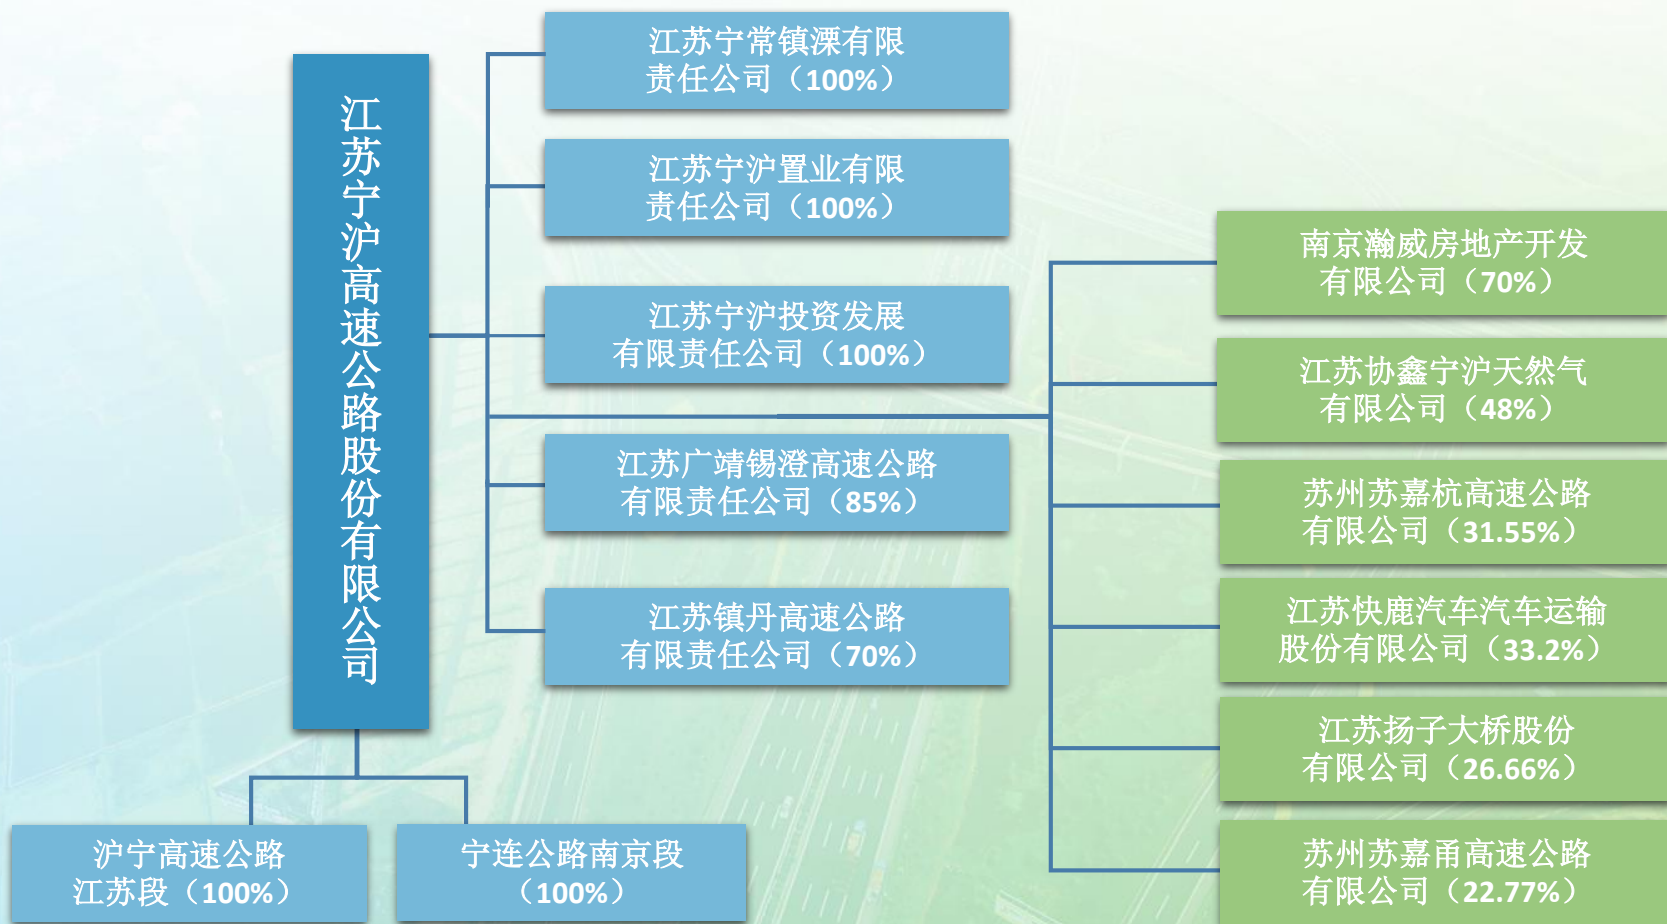 江苏宁沪高速公路股份有限公司
江苏宁常镇溧有限
责任公司（100%）
江苏宁沪置业有限
责任公司（100%）
江苏宁沪投资发展
有限责任公司（100%）
江苏广靖锡澄高速公路
有限责任公司（85%）
江苏镇丹高速公路
有限责任公司（70%）
南京瀚威房地产开发
有限公司（70%）
江苏协鑫宁沪天然气
有限公司（48%）
苏州苏嘉杭高速公路
有限公司（31.55%）
江苏快鹿汽车汽车运输
股份有限公司（33.2%）
江苏扬子大桥股份
有限公司（26.66%）
苏州苏嘉甬高速公路
有限公司（22.77%）
沪宁高速公路
江苏段（100%）
宁连公路南京段
（100%）